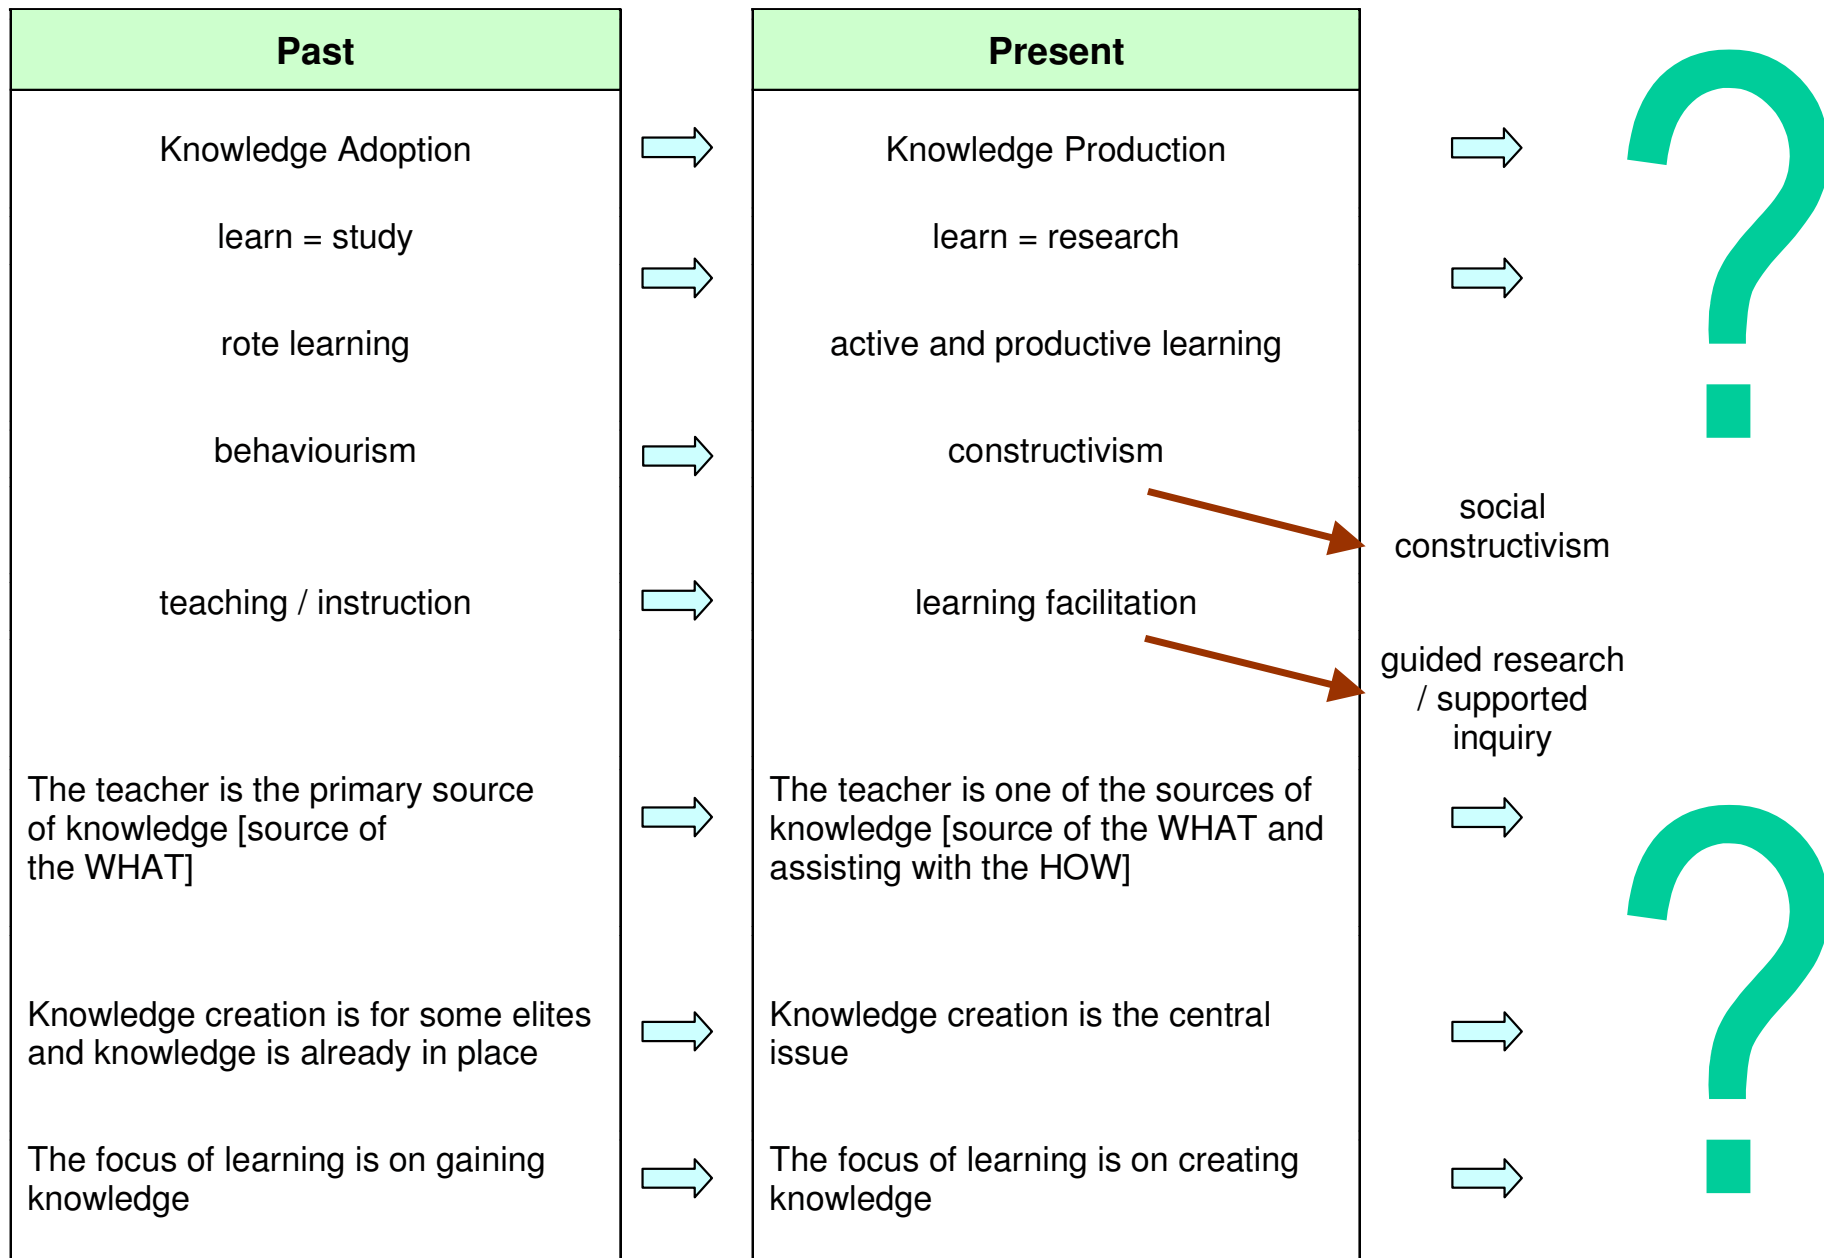 Past
Present
Knowledge Adoption
Knowledge Production
learn = study
learn = research
rote learning
active and productive learning
behaviourism
constructivism
social
constructivism
teaching / instruction
learning facilitation
guided research
/ supported
inquiry
The teacher is the primary source
of knowledge [source of
the WHAT]
The teacher is one of the sources of
knowledge [source of the WHAT and
assisting with the HOW]
Knowledge creation is for some elites
and knowledge is already in place
Knowledge creation is the central
issue
The focus of learning is on gaining
knowledge
The focus of learning is on creating
knowledge
?
?